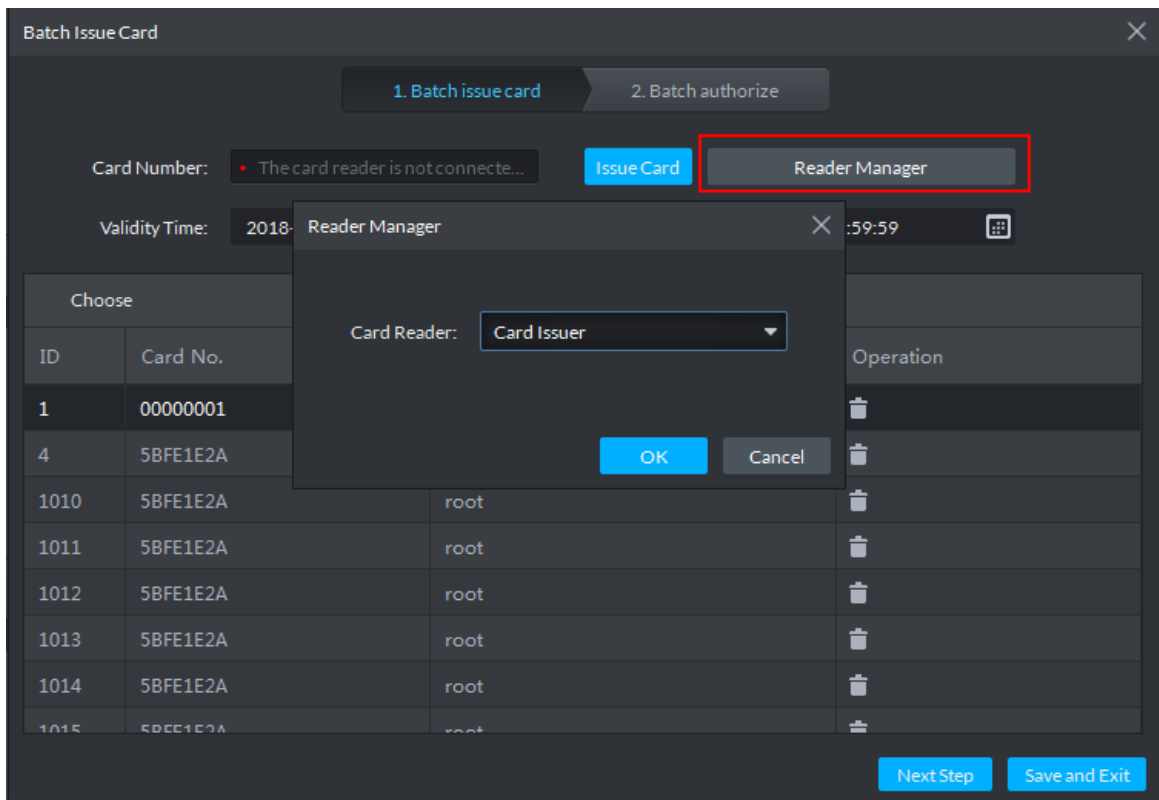 Batch Issue Card
1. Batch issue card 2. Batch authorize
Card Number: • The card reader is not connecte... Issue Card Reader Manager
Validity Time: 2018- :59:59
Reader Manager
Choose
Card Reader: Card Issuer
ID Card No. Operation
1 00000001
4 5BFE1E2A
OK Cancel
1010 5BFE1E2A root
1011 5BFE1E2A root
1012 5BFE1E2A root
1013 5BFE1E2A root
1014 5BFE1E2A root
1015 5BFE1E2A root
Next Step Save and Exit